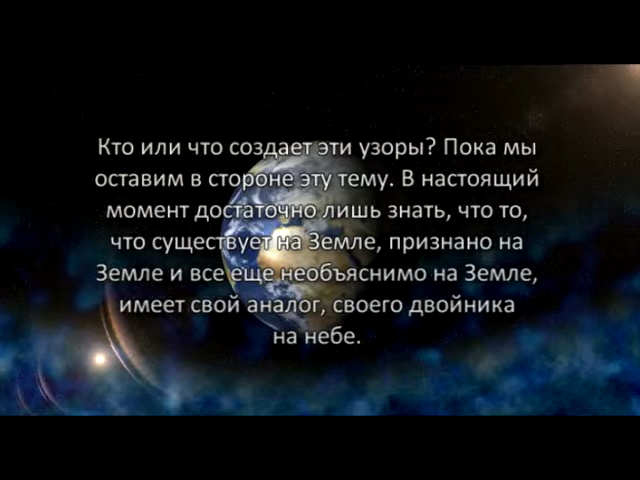 Кто или что создает эти узоры? Пока мы
оставим в стороне эту тему. В настоящий
момент достаточно лишь знать, что то,
что существует на Земле, признано на
Земле и все еще необъяснимо на Земле,
имеет свой аналог, своего двойника
на небе.